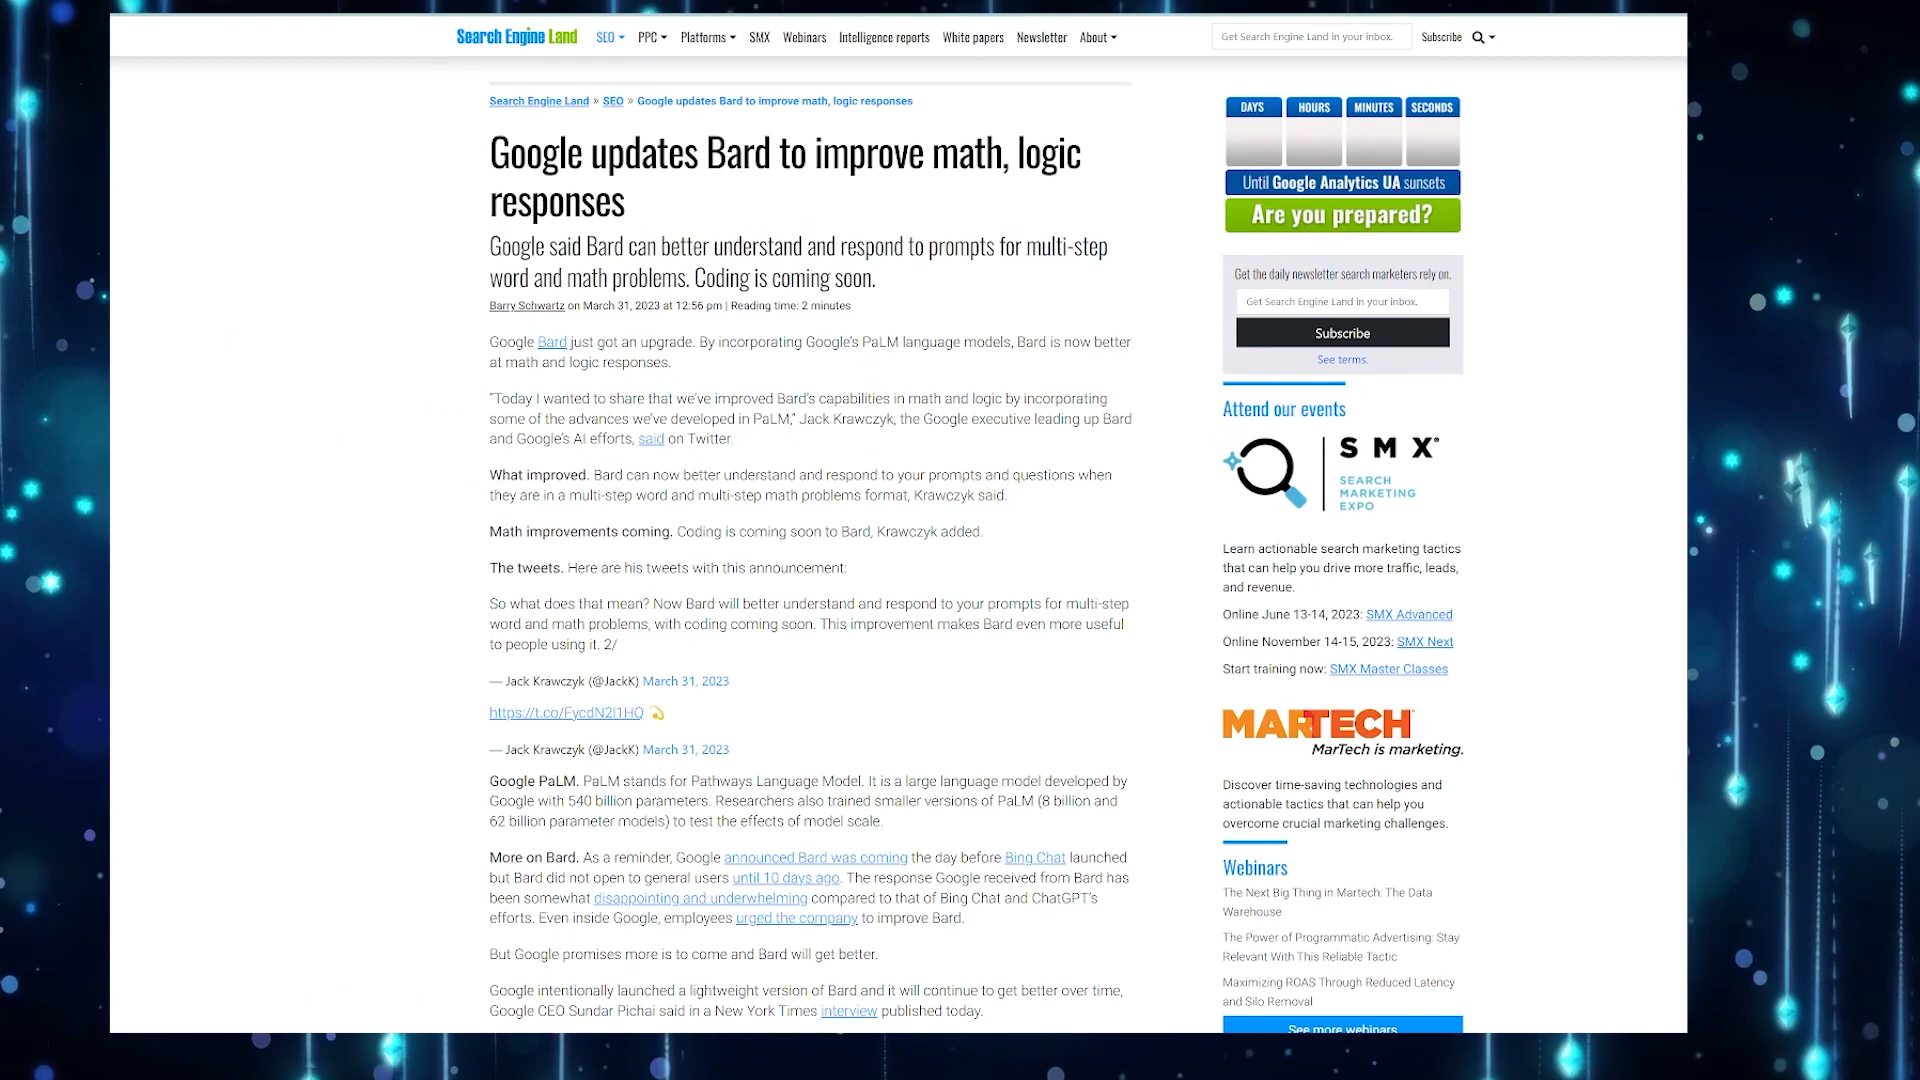 Search Engine Land SEO PPC Platforms SMX Webinars Intelligence reports White papers Newsletter About Get Search Engine Land in your inbox. Subscribe
Search Engine Land » SEO » Google updates Bard to improve math, logic responses
Google updates Bard to improve math, logic
responses
Google said Bard can better understand and respond to prompts for multi-step
word and math problems. Coding is coming soon.
Barry Schwartz on March 31, 2023 at 12:56 pm | Reading time: 2 minutes
Google Bard just got an upgrade. By incorporating Google's PaLM language models, Bard is now better
at math and logic responses.
"Today I wanted to share that we've improved Bard's capabilities in math and logic by incorporating
some of the advances we've developed in PaLM," Jack Krawczyk, the Google executive leading up Bard
and Google's AI efforts, said on Twitter.
What improved. Bard can now better understand and respond to your prompts and questions when
they are in a multi-step word and multi-step math problems format, Krawczyk said.
Math improvements coming. Coding is coming soon to Bard, Krawczyk added.
The tweets. Here are his tweets with this announcement:
So what does that mean? Now Bard will better understand and respond to your prompts for multi-step
word and math problems, with coding coming soon. This improvement makes Bard even more useful
to people using it. 2/
— Jack Krawczyk (@JackK) March 31, 2023
https://t.co/FycdN2I1HQ 💫
— Jack Krawczyk (@JackK) March 31, 2023
Google PaLM. PaLM stands for Pathways Language Model. It is a large language model developed by
Google with 540 billion parameters. Researchers also trained smaller versions of PaLM (8 billion and
62 billion parameter models) to test the effects of model scale.
More on Bard. As a reminder, Google announced Bard was coming the day before Bing Chat launched
but Bard did not open to general users until 10 days ago. The response Google received from Bard has
been somewhat disappointing and underwhelming compared to that of Bing Chat and ChatGPT's
efforts. Even inside Google, employees urged the company to improve Bard.
But Google promises more is to come and Bard will get better.
Google intentionally launched a lightweight version of Bard and it will continue to get better over time,
Google CEO Sundar Pichai said in a New York Times interview published today.
DAYS HOURS MINUTES SECONDS
Until Google Analytics UA sunsets
Are you prepared?
Get the daily newsletter search marketers rely on.
Get Search Engine Land in your inbox.
Subscribe
See terms.
Attend our events
SMX®
SEARCH
MARKETING
EXPO
Learn actionable search marketing tactics
that can help you drive more traffic, leads,
and revenue.
Online June 13-14, 2023: SMX Advanced
Online November 14-15, 2023: SMX Next
Start training now: SMX Master Classes
MARTECH
MarTech is marketing.
Discover time-saving technologies and
actionable tactics that can help you
overcome crucial marketing challenges.
Webinars
The Next Big Thing in Martech: The Data
Warehouse
The Power of Programmatic Advertising: Stay
Relevant With This Reliable Tactic
Maximizing ROAS Through Reduced Latency
and Silo Removal
See more webinars